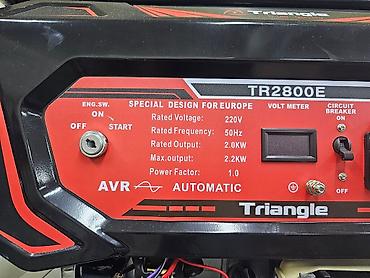 Triangle
TR2800E
ENG.SW.
ON
OFF
START
SPECIAL DESIGN FOR EUROPE
Rated Voltage: 220V
Rated Frequency: 50Hz
Rated Output: 2.0KW
Max.output: 2.2KW
Power Factor: 1.0
AVR AUTOMATIC
VOLT METER
CIRCUIT
BREAKER
ON
OFF
Triangle